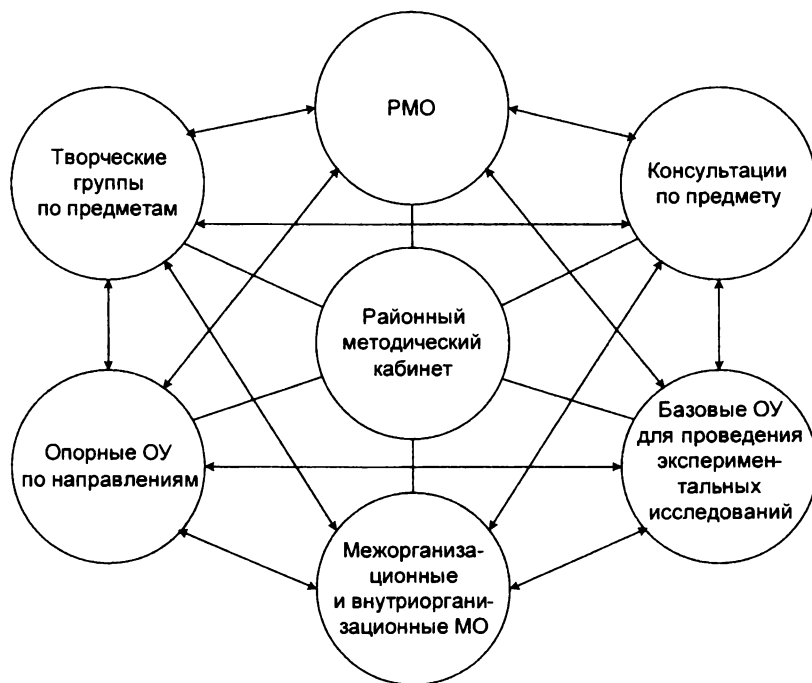 РМО
Творческие
группы
по предметам
Консультации
по предмету
Районный
методический
кабинет
Опорные ОУ
по направлениям
Базовые ОУ
для проведения
эксперимен-
тальных
исследований
Межорганиза-
ционные
и внутриоргани-
зационные МО